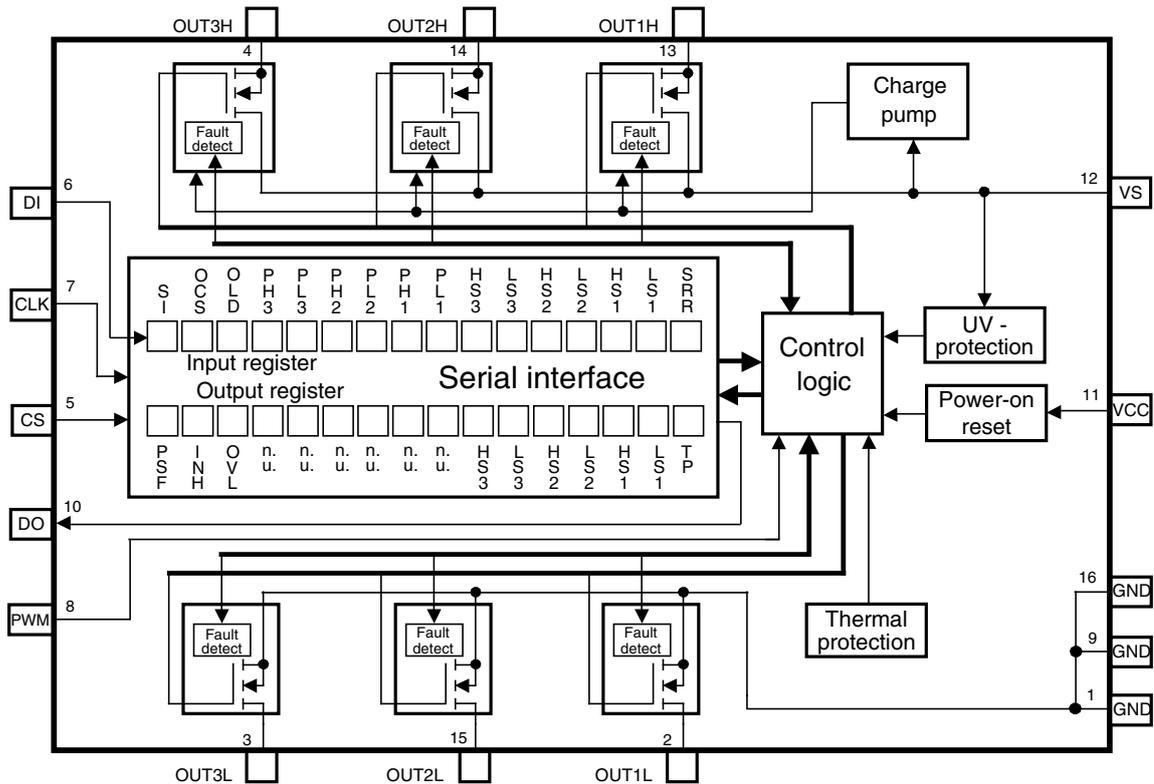 OUT3H
OUT2H
OUT1H
4
14
13
Fault
detect
Fault
detect
Fault
detect
Charge
pump
6
DI
12
VS
7
CLK
SI
OCS
OLD
PH3
PL3
PH2
PL2
PH1
PL1
HS3
LS3
HS2
LS2
HS1
LS1
SRR
Input register
Output register
Serial interface
Control
logic
UV -
protection
5
CS
Power-on
reset
11
VCC
PSF
INH
OVL
n.u.
n.u.
n.u.
n.u.
n.u.
n.u.
HS3
LS3
HS2
LS2
HS1
LS1
TP
10
DO
8
PWM
Fault
detect
Fault
detect
Fault
detect
Thermal
protection
16
GND
9
GND
1
GND
3
15
2
OUT3L
OUT2L
OUT1L